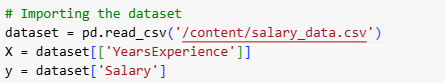 # Importing the dataset
dataset = pd.read_csv('/content/salary_data.csv')
X = dataset[['YearsExperience']]
y = dataset['Salary']